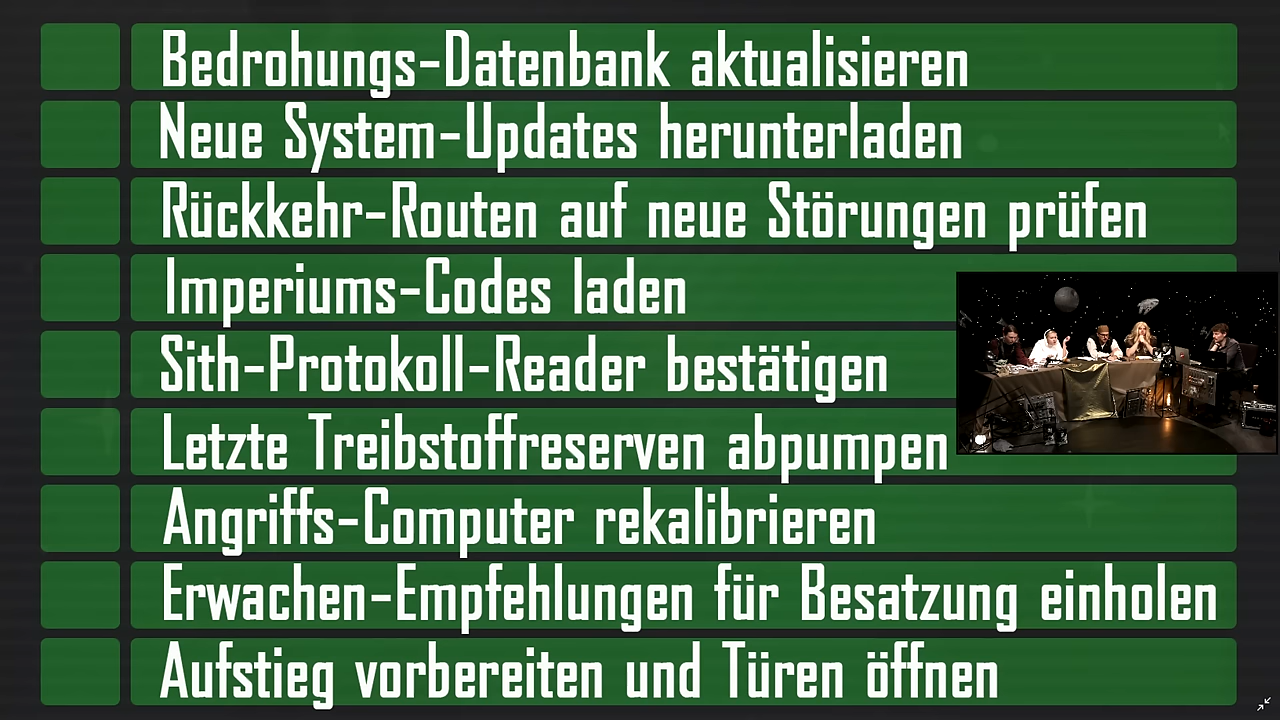 Bedrohungs-Datenbank aktualisieren
Neue System-Updates herunterladen
Rückkehr-Routen auf neue Störungen prüfen
Imperiums-Codes laden
Sith-Protokoll-Reader bestätigen
Letzte Treibstoffreserven abpumpen
Angriffs-Computer rekalibrieren
Erwachen-Empfehlungen für Besatzung einholen
Aufstieg vorbereiten und Türen öffnen